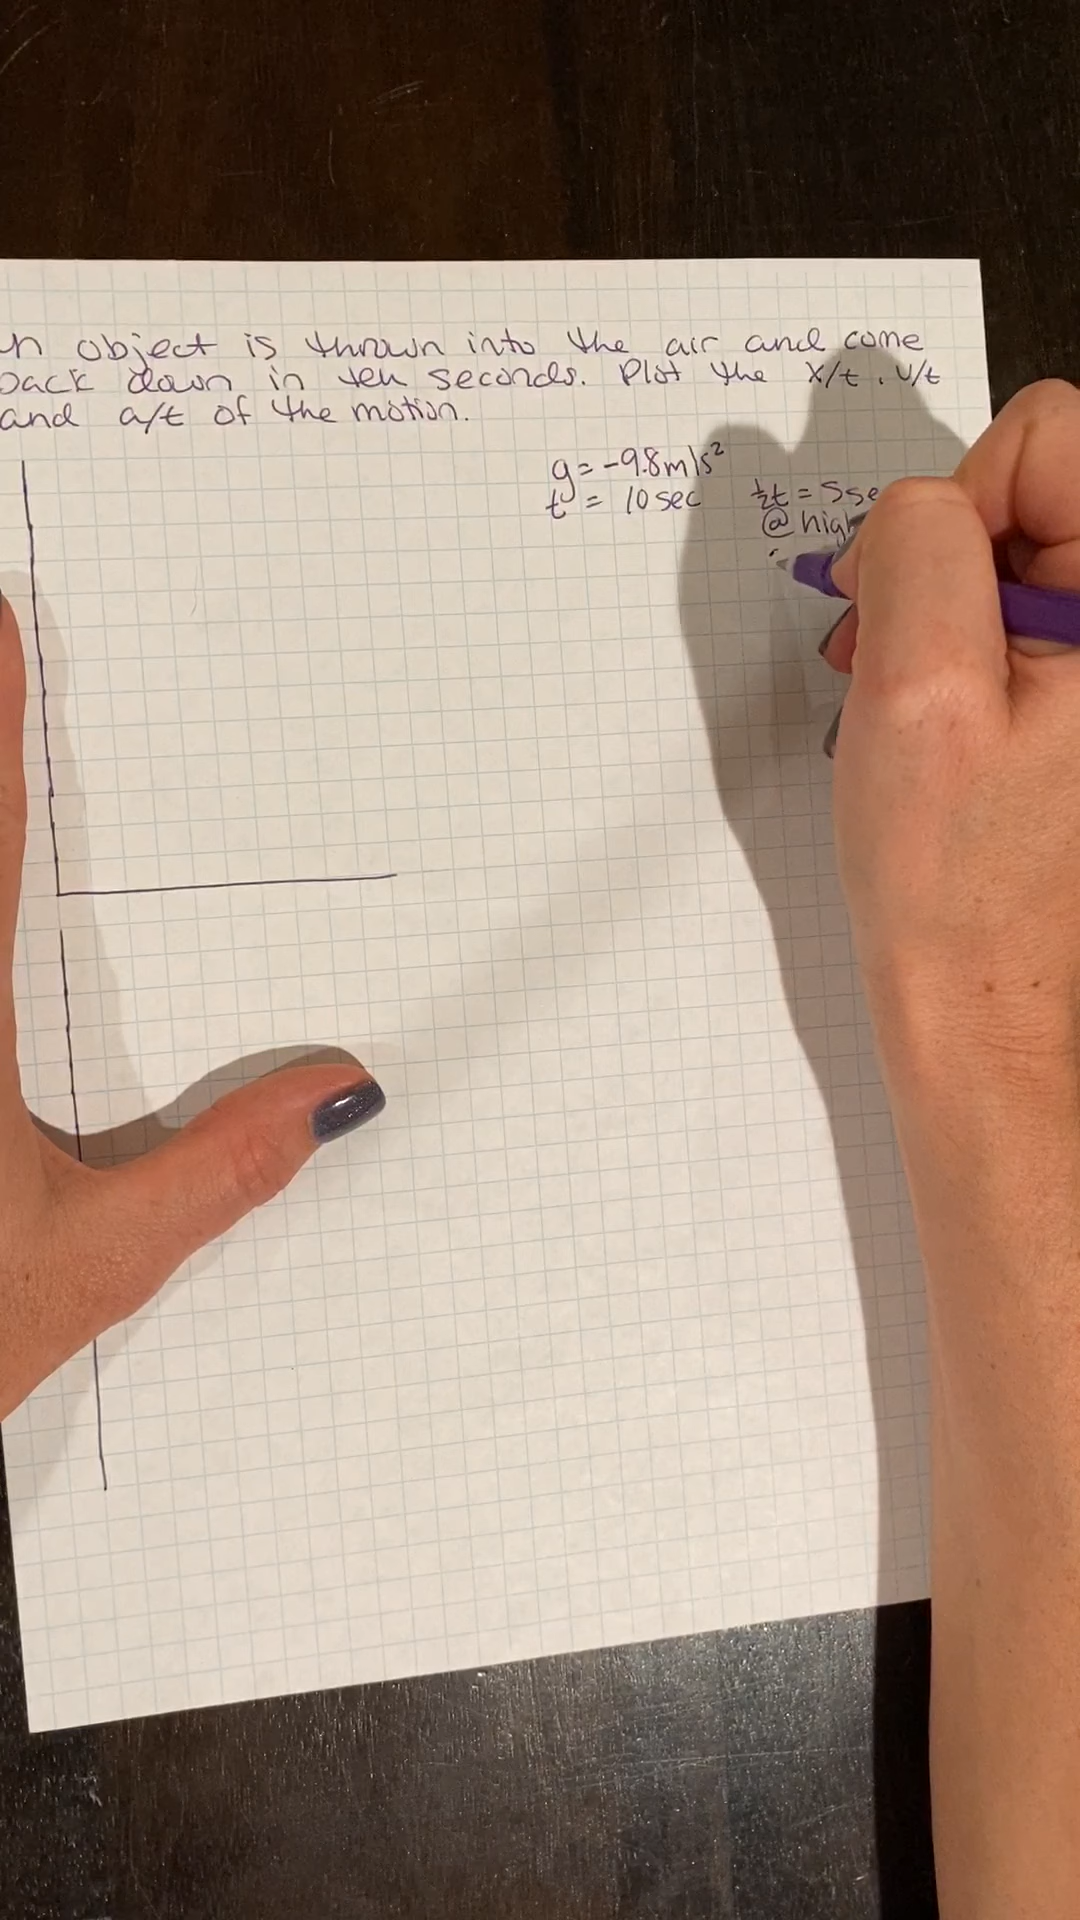 object is thrown into the air and come
down in ten seconds. Plot the x/t, v/t
and a/t of the motion.
g = -9.8m/s²
t = 10 sec
½t = 5se
@ high